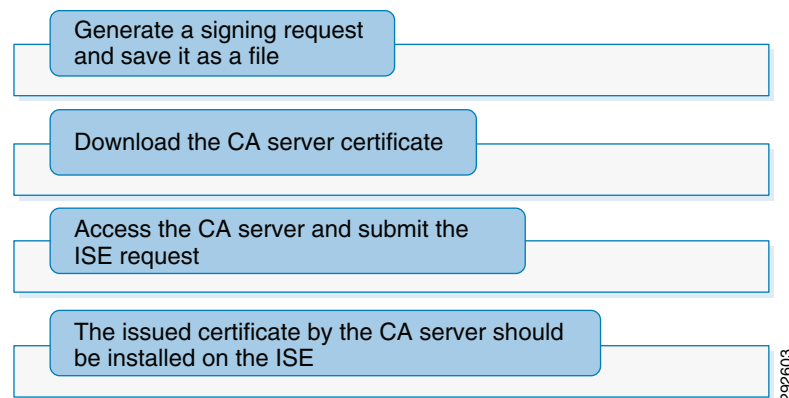 Generate a signing request
and save it as a file
Download the CA server certificate
Access the CA server and submit the
ISE request
The issued certificate by the CA server should
be installed on the ISE
292603